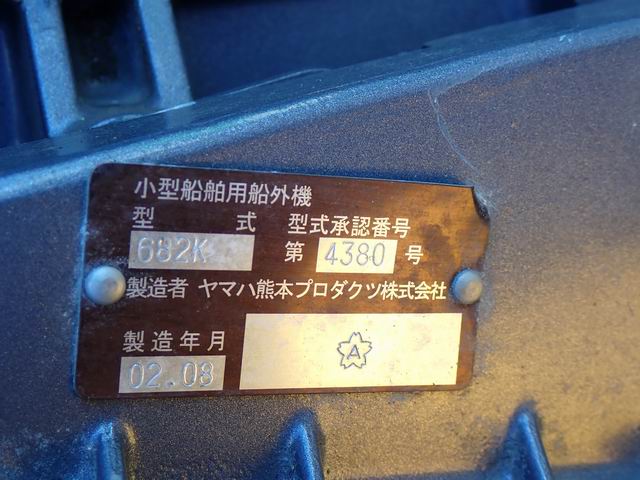 小型船舶用船外機
型 式 型式承認番号
682K 第 4380 号
製造者 ヤマハ熊本プロダクツ株式会社
製造年月
02.08
A